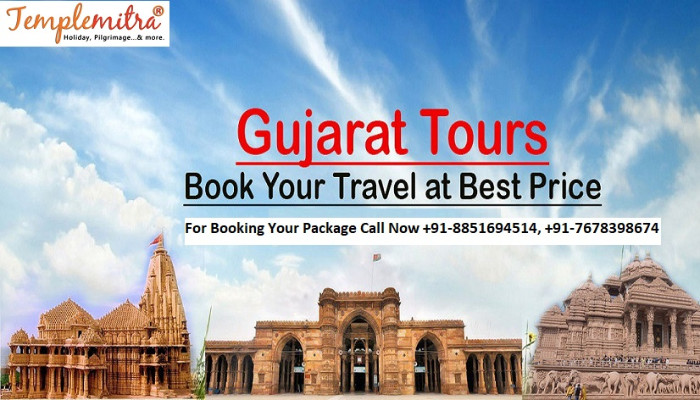 Templemitra®
Holiday, Pilgrimage...& more.
Gujarat Tours
Book Your Travel at Best Price
For Booking Your Package Call Now +91-8851694514, +91-7678398674